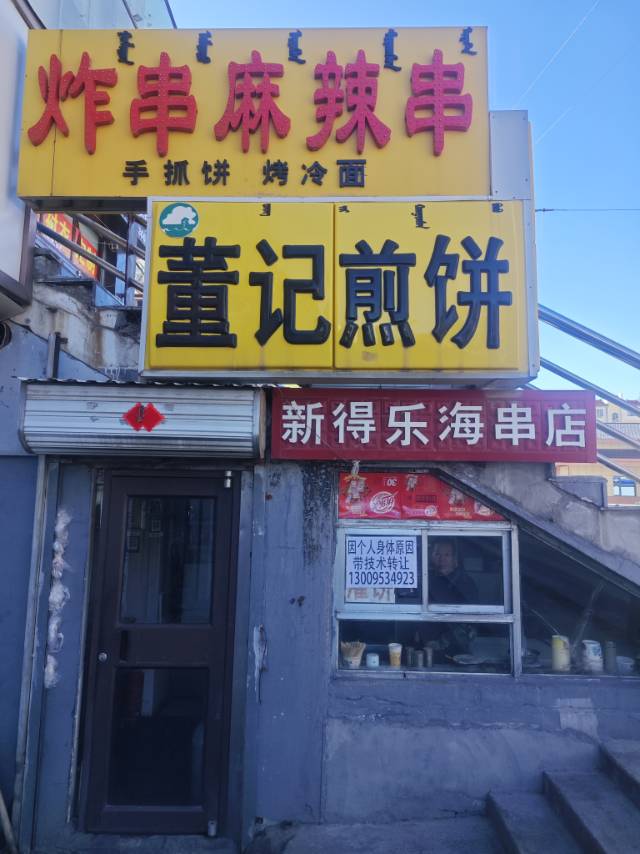 炸串麻辣串
手抓饼 烤冷面
董记煎饼
新得乐海串店
因个人身体原因
带技术转让
13009534923